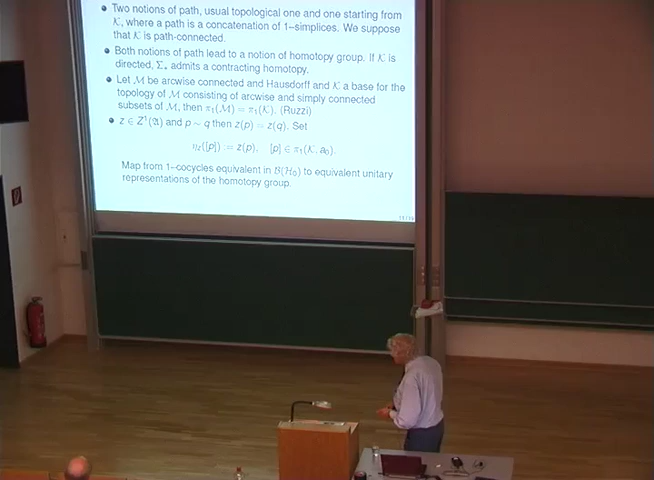 Two notions of path, usual topological one and one starting from
K, where a path is a concatenation of 1–simplices. We suppose
that K is path-connected.
Both notions of path lead to a notion of homotopy group. If K is
directed, Σ* admits a contracting homotopy.
Let M be arcwise connected and Hausdorff and K a base for the
topology of M consisting of arcwise and simply connected
subsets of M, then π₁(M) = π₁(K). (Ruzzi)
z ∈ Z¹(𝔄) and p ∼ q then z(p) = z(q). Set
([p]) := z(p), [p] ∈ π₁(K, a₀).
Map from 1–cocycles equivalent in B(H₀) to equivalent unitary
representations of the homotopy group.